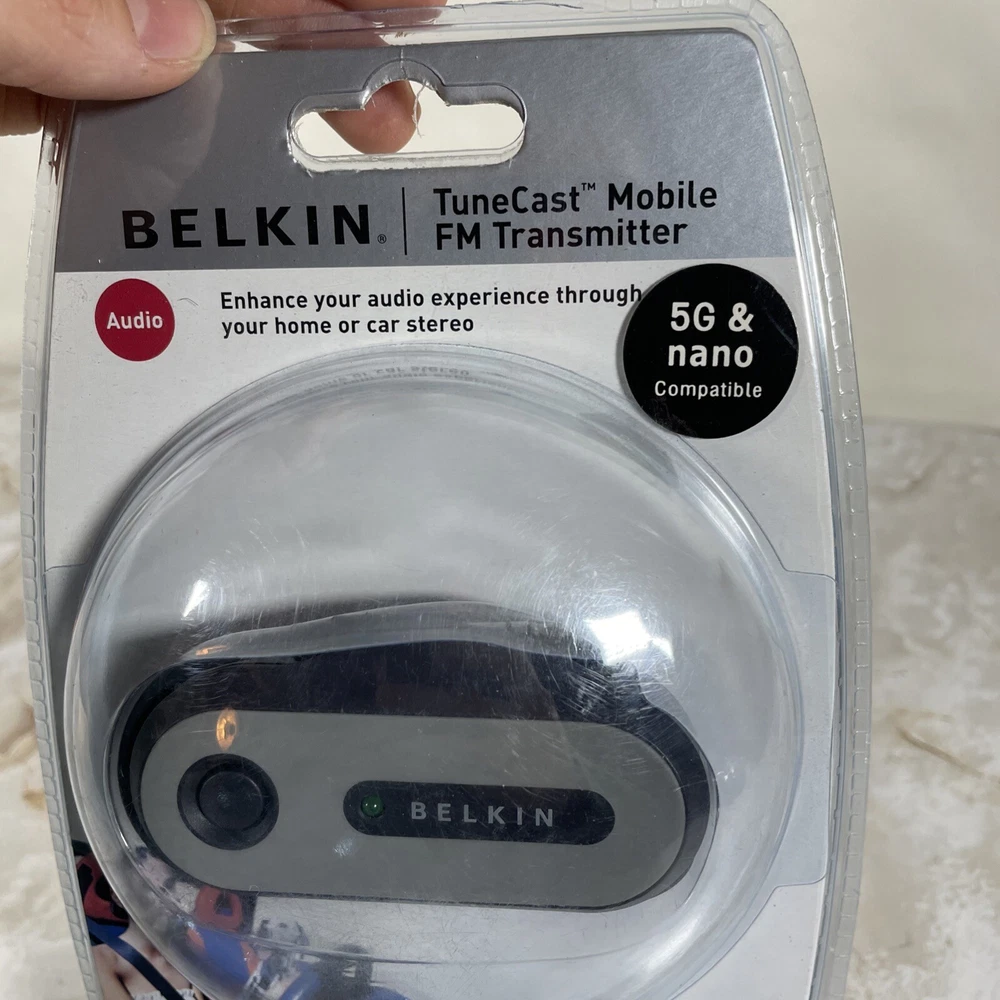 BELKIN®
TuneCast™ Mobile
FM Transmitter
Audio
Enhance your audio experience through
your home or car stereo
5G &
nano
Compatible
BELKIN